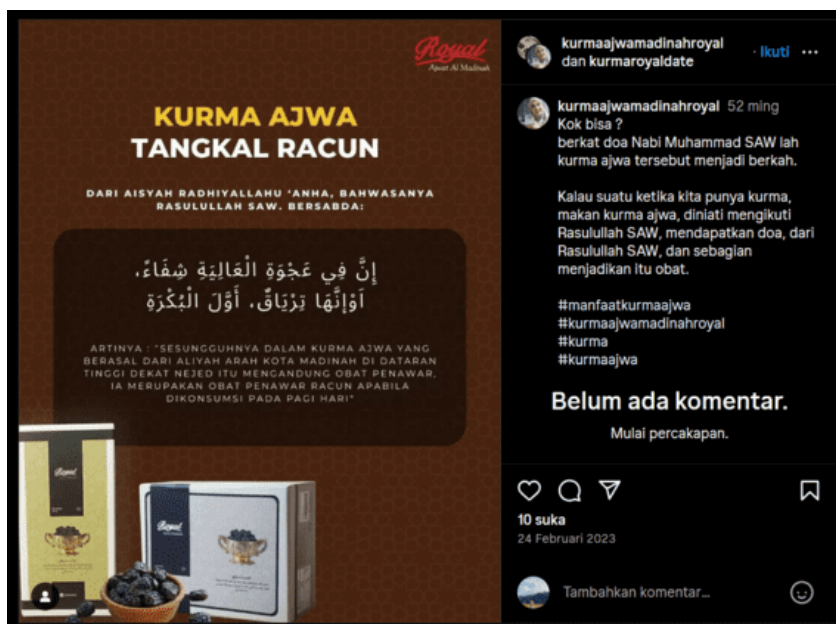 Royal
Ajwa Al Madinah
KURMA AJWA
TANGKAL RACUN
DARI AISYAH RADHIYALLAHU 'ANHA, BAHWASANYA
RASULULLAH SAW. BERSABDA:
إِنَّ فِي عَجْوَةِ الْعَالِيَةِ شِفَاءً،
أَوْإِنَّهَا تِرْيَاقٌ، أَوَّلَ الْبُكْرَةِ
ARTINYA : "SESUNGGUHNYA DALAM KURMA AJWA YANG
BERASAL DARI ALIYAH ARAH KOTA MADINAH DI DATARAN
TINGGI DEKAT NEJED ITU MENGANDUNG OBAT PENAWAR,
IA MERUPAKAN OBAT PENAWAR RACUN APABILA
DIKONSUMSI PADA PAGI HARI"
Royal
Royal
kurmaajwamadinahroyal
dan kurmaroyaldate
· Ikuti
kurmaajwamadinahroyal 52 ming
Kok bisa ?
berkat doa Nabi Muhammad SAW lah
kurma ajwa tersebut menjadi berkah.
Kalau suatu ketika kita punya kurma,
makan kurma ajwa, diniati mengikuti
Rasulullah SAW, mendapatkan doa, dari
Rasulullah SAW, dan sebagian
menjadikan itu obat.
#manfaatkurmaajwa
#kurmaajwamadinahroyal
#kurma
#kurmaajwa
Belum ada komentar.
Mulai percakapan.
10 suka
24 Februari 2023
Tambahkan komentar...